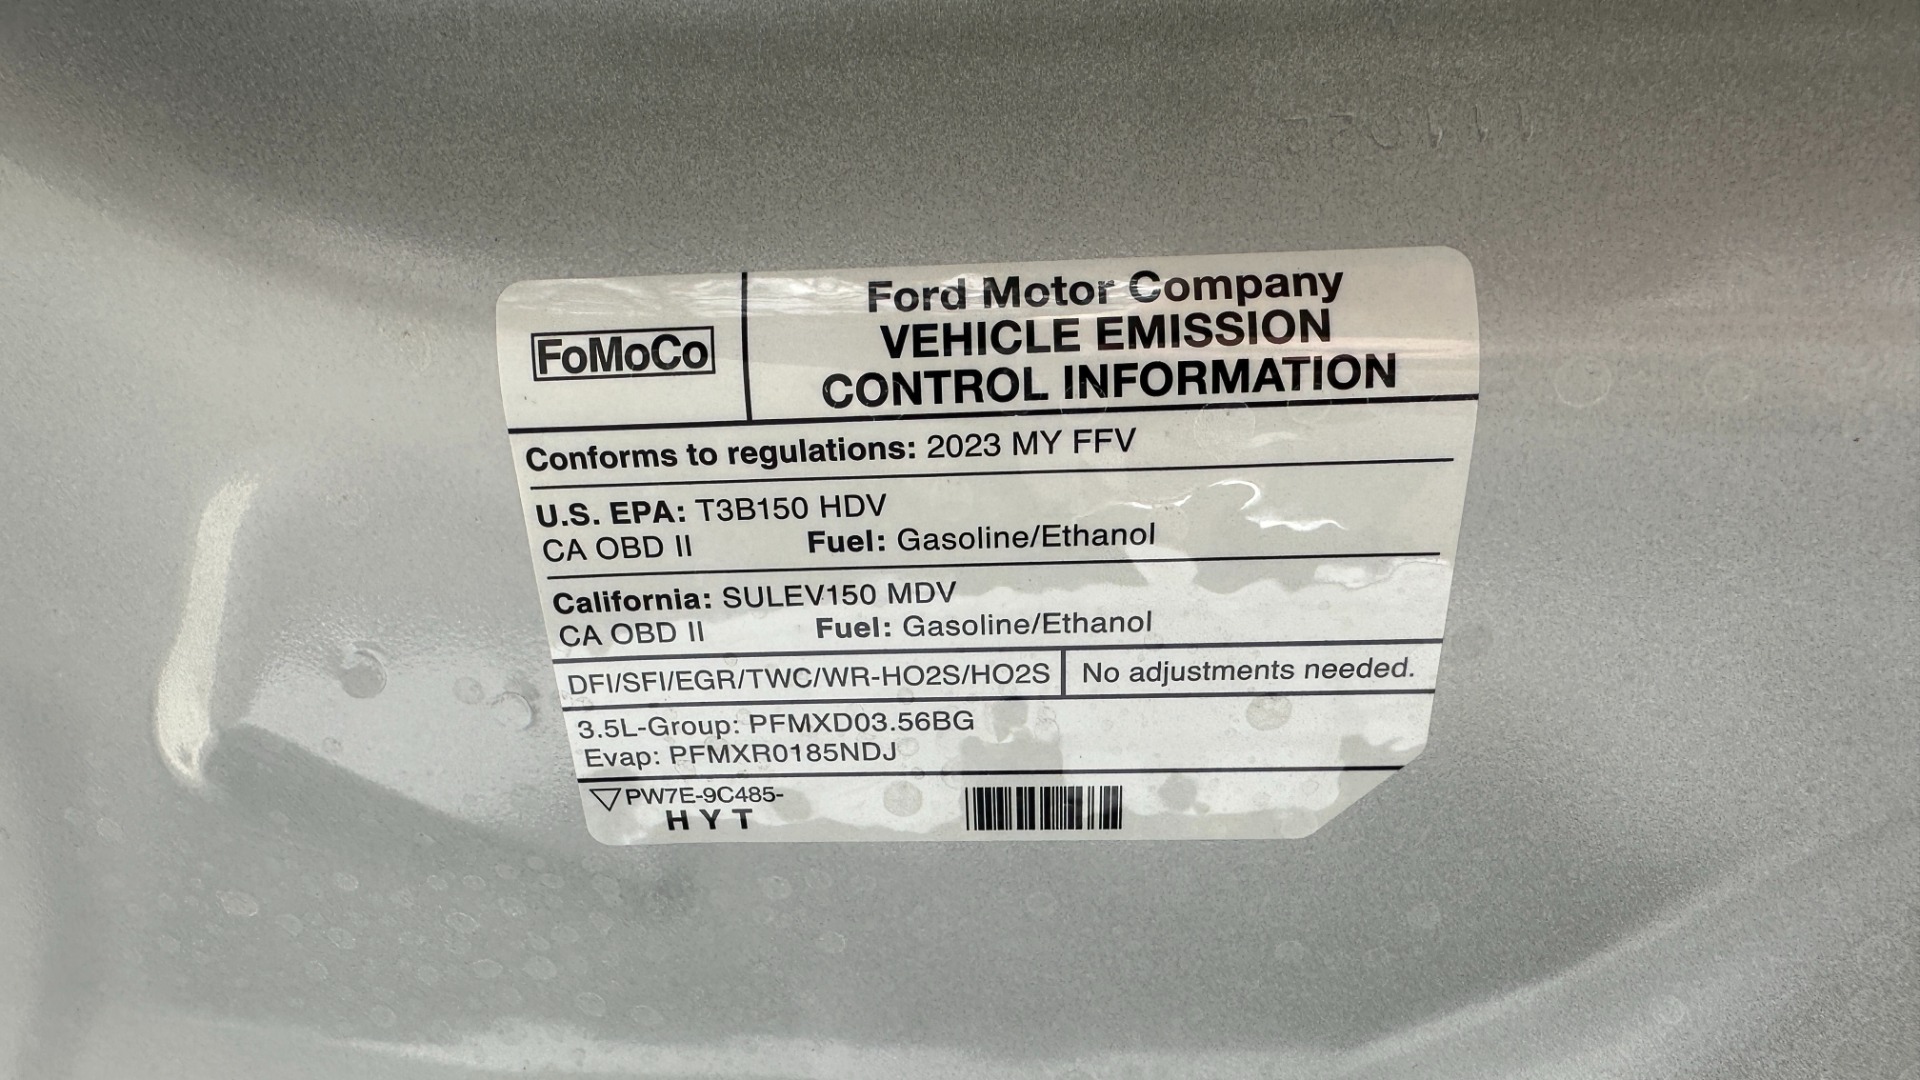 FoMoCo
Ford Motor Company
VEHICLE EMISSION
CONTROL INFORMATION
Conforms to regulations: 2023 MY FFV
U.S. EPA: T3B150 HDV
CA OBD II Fuel: Gasoline/Ethanol
California: SULEV150 MDV
CA OBD II Fuel: Gasoline/Ethanol
DFI/SFI/EGR/TWC/WR-HO2S/HO2S No adjustments needed.
3.5L-Group: PFMXD03.56BG
Evap: PFMXR0185NDJ
PW7E-9C485-
H Y T